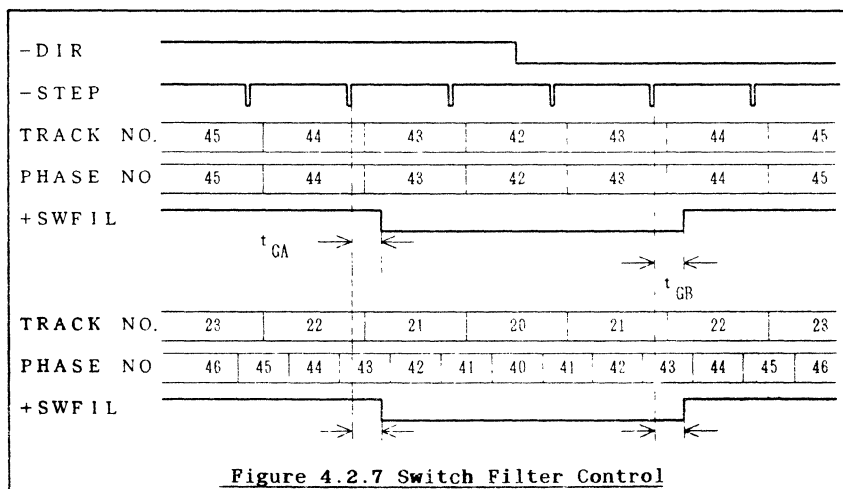 -DIR
-STEP
TRACK NO. 45 44 43 42 43 44 45
PHASE NO 45 44 43 42 43 44 45
+SWFIL
tGA
tGB
TRACK NO. 23 22 21 20 21 22 23
PHASE NO 46 45 44 43 42 41 40 41 42 43 44 45 46
+SWFIL
Figure 4.2.7 Switch Filter Control